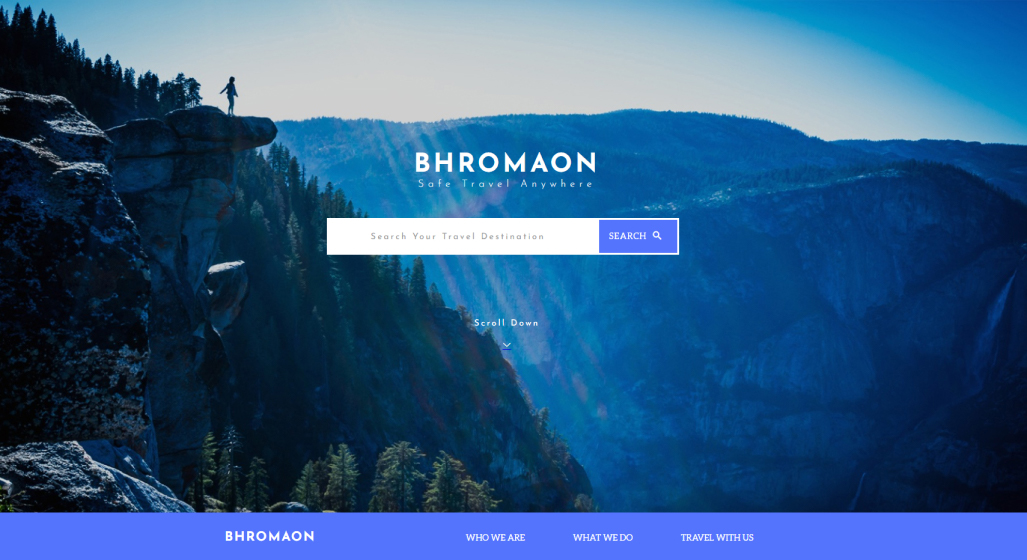 BHROMAON
Safe Travel Anywhere
Search Your Travel Destination
SEARCH
Scroll Down
BHROMAON
WHO WE ARE
WHAT WE DO
TRAVEL WITH US